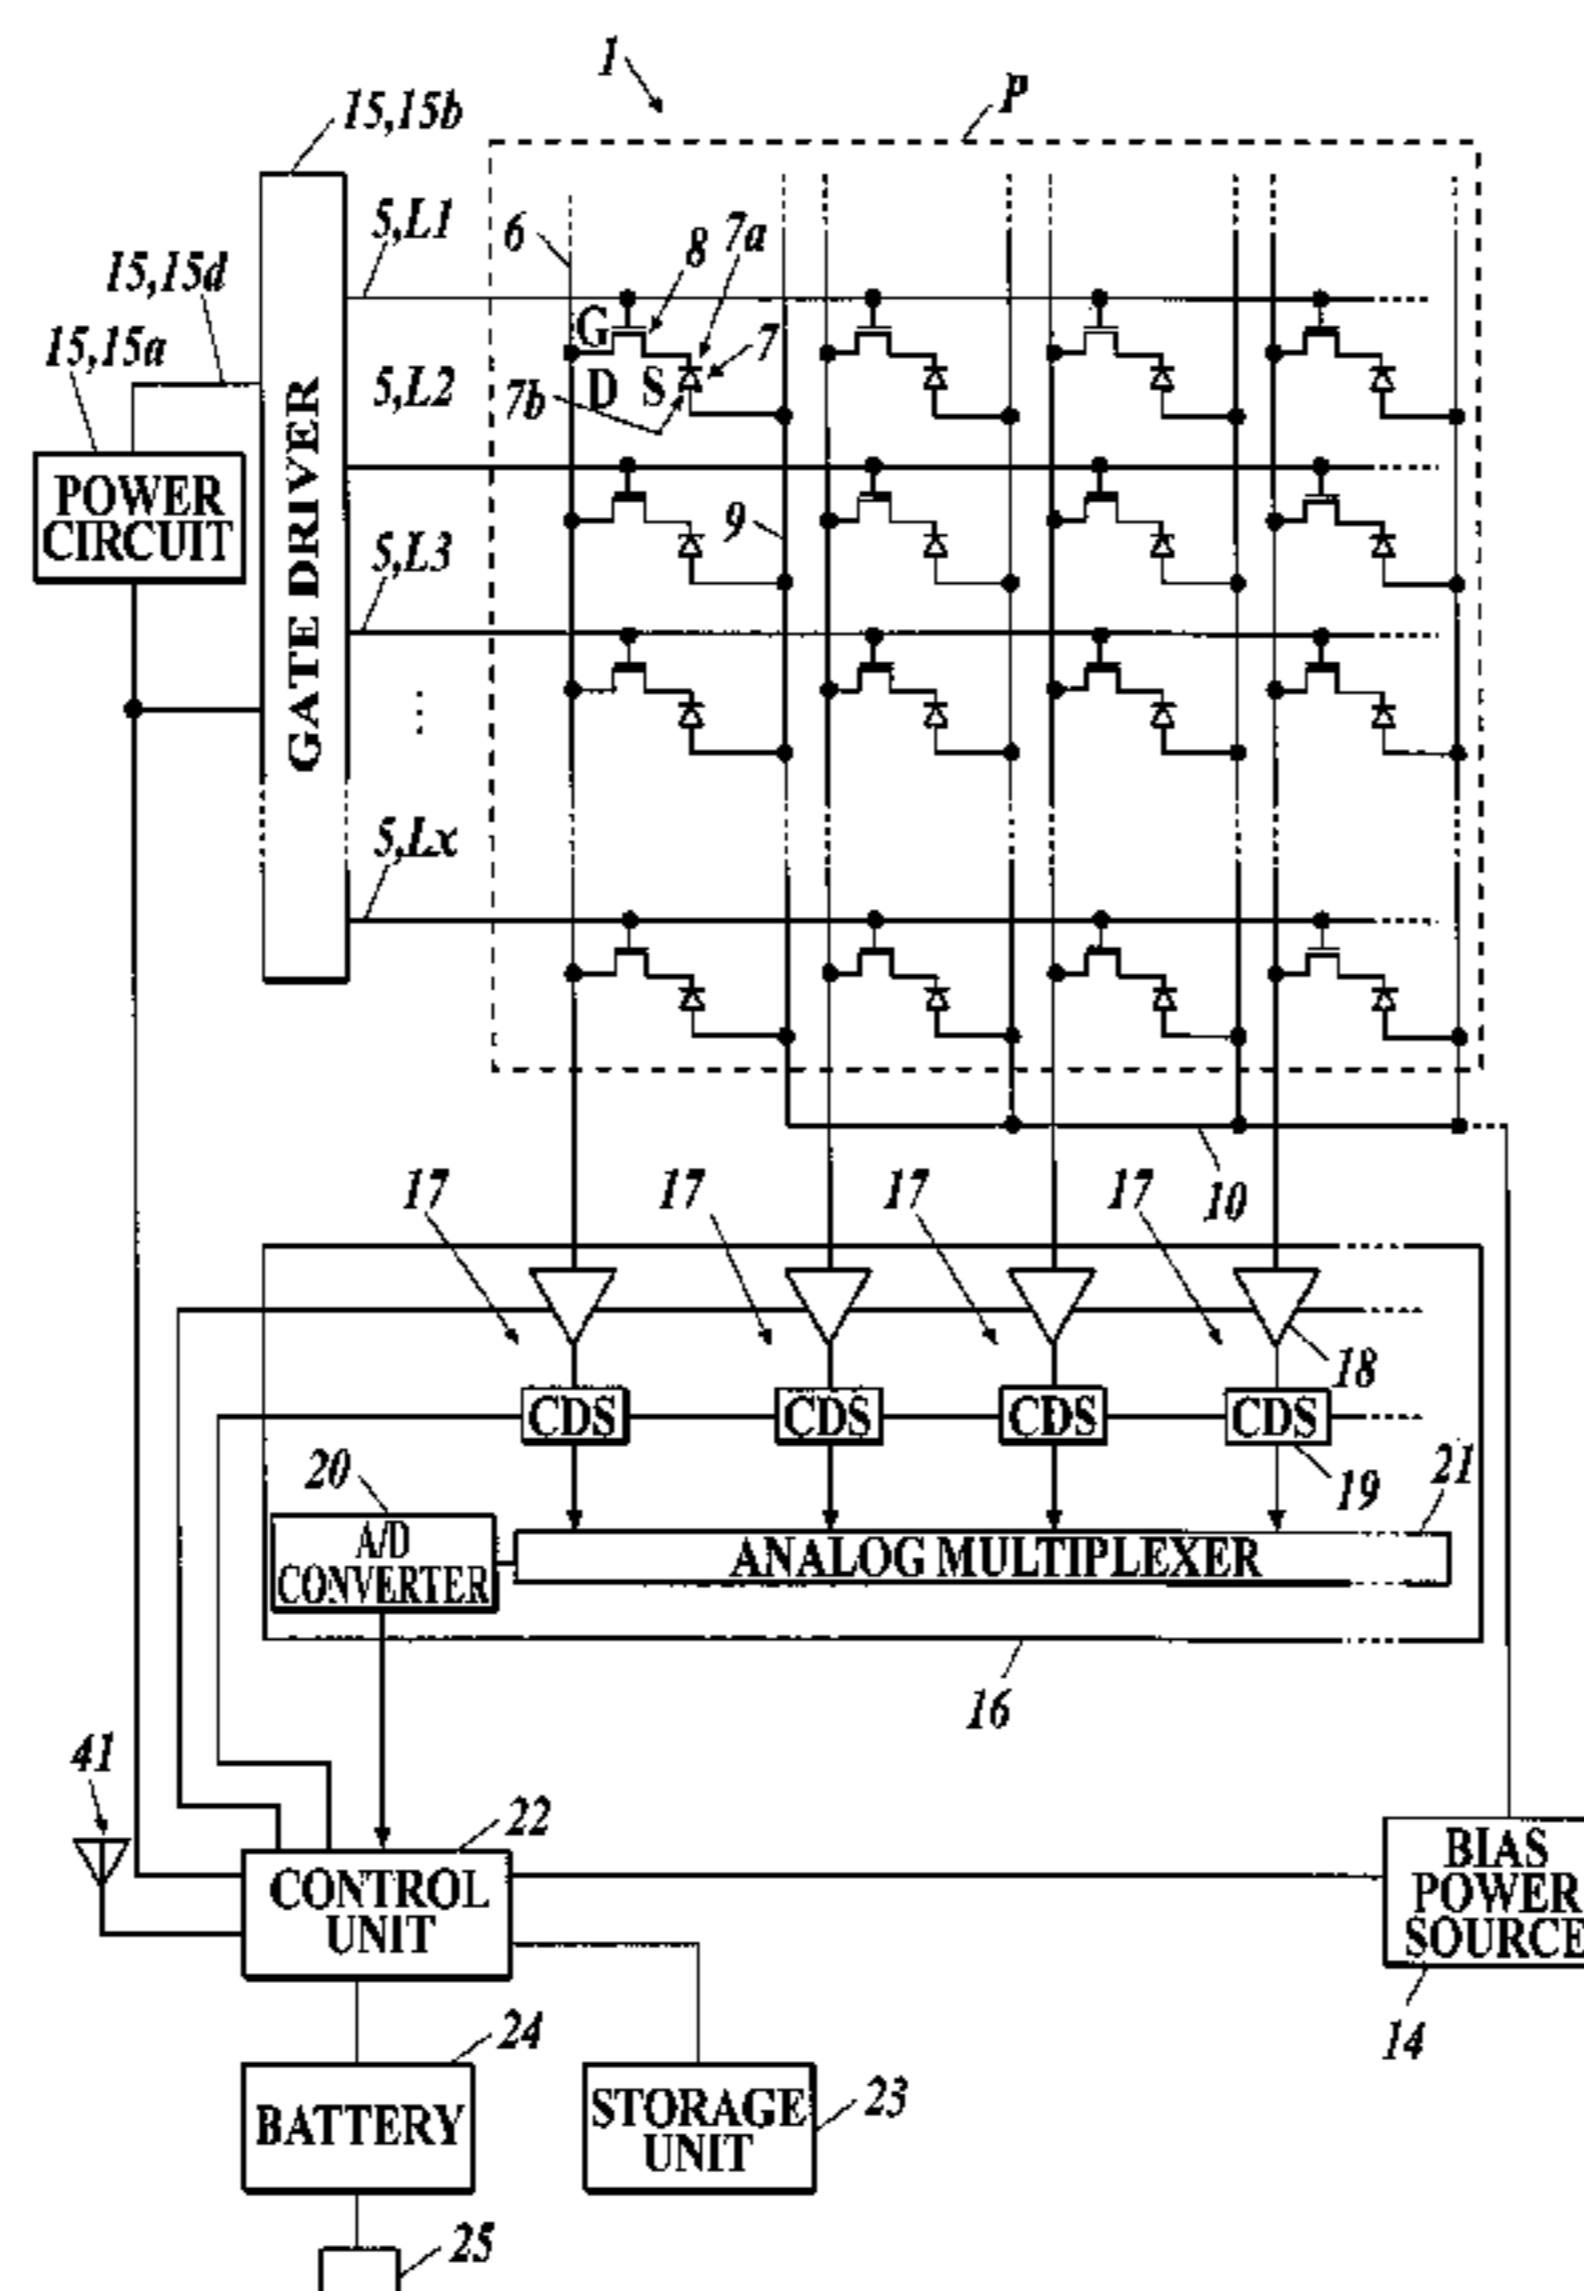 1
P
15,15b
5,L1
6
8
7a
15,15d
G
7
15,15a
5,L2
7b
D
S
POWER
CIRCUIT
GATE DRIVER
9
5,L3
5,Lx
17
17
17
17
10
18
CDS
CDS
CDS
CDS
20
19
21
A/D
CONVERTER
ANALOG MULTIPLEXER
16
41
22
CONTROL
UNIT
BIAS
POWER
SOURCE
24
14
BATTERY
STORAGE
UNIT
23
25